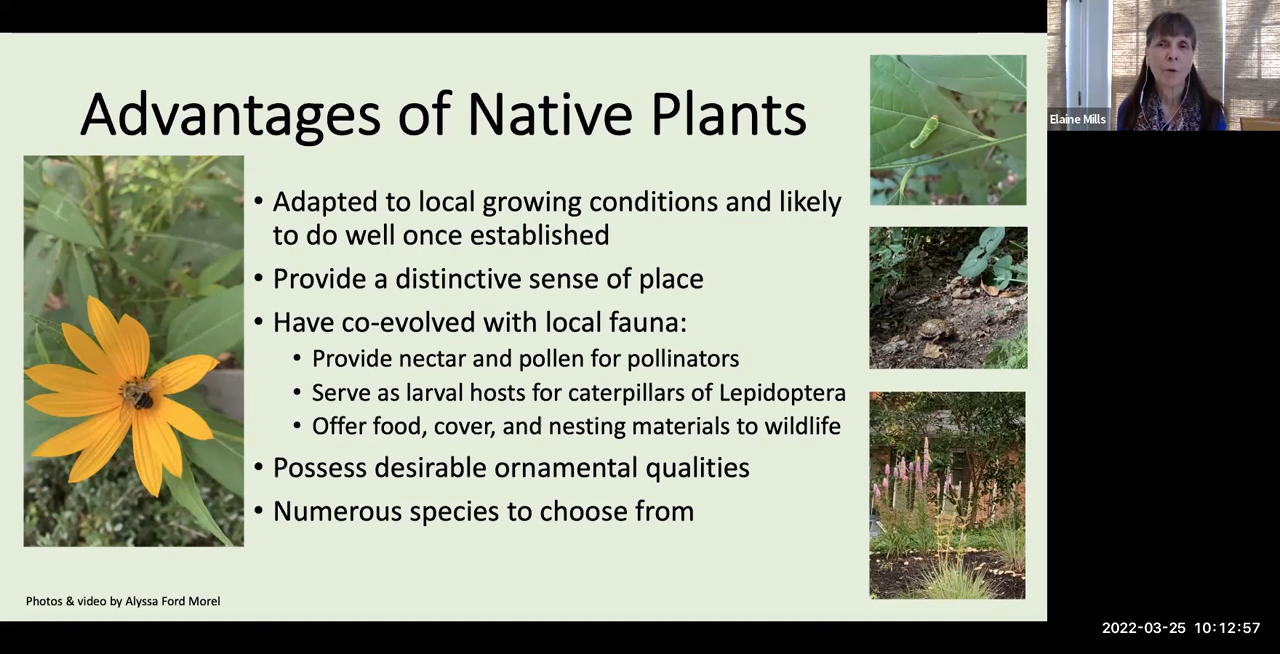 Advantages of Native Plants
• Adapted to local growing conditions and likely
to do well once established
• Provide a distinctive sense of place
• Have co-evolved with local fauna:
• Provide nectar and pollen for pollinators
• Serve as larval hosts for caterpillars of Lepidoptera
• Offer food, cover, and nesting materials to wildlife
• Possess desirable ornamental qualities
• Numerous species to choose from
Photos & video by Alyssa Ford Morel
Elaine Mills
2022-03-25 10:12:57